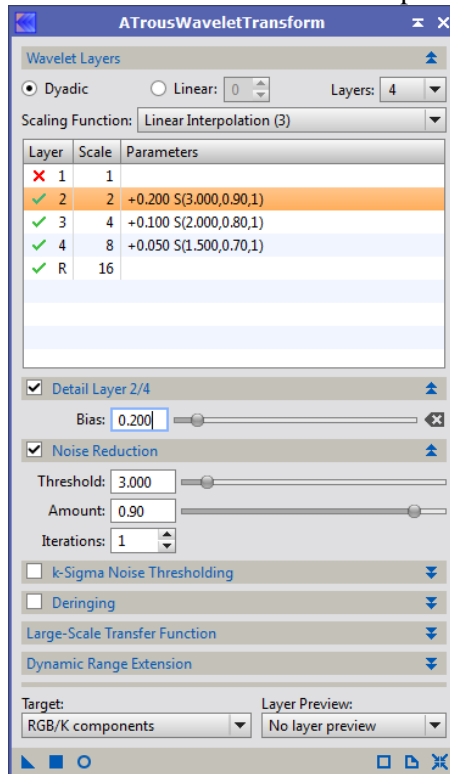 ATrousWaveletTransform
Wavelet Layers
Dyadic Linear: 0 Layers: 4
Scaling Function: Linear Interpolation (3)
Layer Scale Parameters
1 1
2 2 +0.200 S(3.000,0.90,1)
3 4 +0.100 S(2.000,0.80,1)
4 8 +0.050 S(1.500,0.70,1)
R 16
Detail Layer 2/4
Bias: 0.200
Noise Reduction
Threshold: 3.000
Amount: 0.90
Iterations: 1
k-Sigma Noise Thresholding
Deringing
Large-Scale Transfer Function
Dynamic Range Extension
Target: Layer Preview:
RGB/K components No layer preview